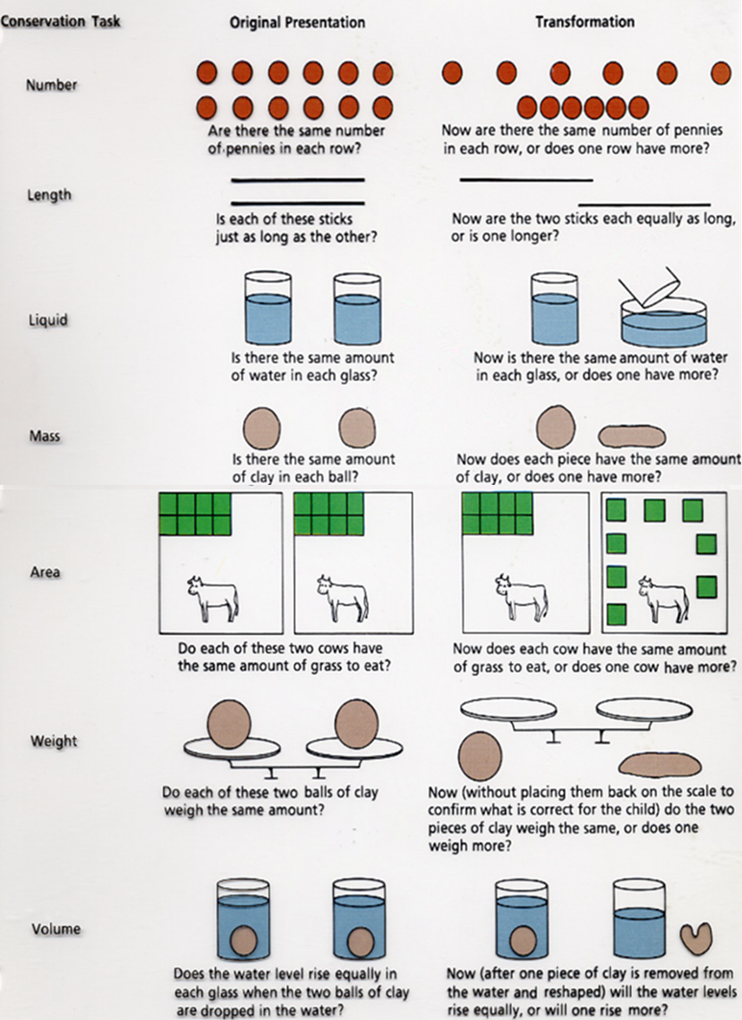 Conservation Task
Original Presentation
Transformation
Number
Are there the same number
of pennies in each row?
Now are there the same number of pennies
in each row, or does one row have more?
Length
Is each of these sticks
just as long as the other?
Now are the two sticks each equally as long,
or is one longer?
Liquid
Is there the same amount
of water in each glass?
Now is there the same amount of water
in each glass, or does one have more?
Mass
Is there the same amount
of clay in each ball?
Now does each piece have the same amount
of clay, or does one have more?
Area
Do each of these two cows have
the same amount of grass to eat?
Now does each cow have the same amount
of grass to eat, or does one cow have more?
Weight
Do each of these two balls of clay
weigh the same amount?
Now (without placing them back on the scale to
confirm what is correct for the child) do the two
pieces of clay weigh the same, or does one
weigh more?
Volume
Does the water level rise equally in
each glass when the two balls of clay
are dropped in the water?
Now (after one piece of clay is removed from
the water and reshaped) will the water levels
rise equally, or will one rise more?